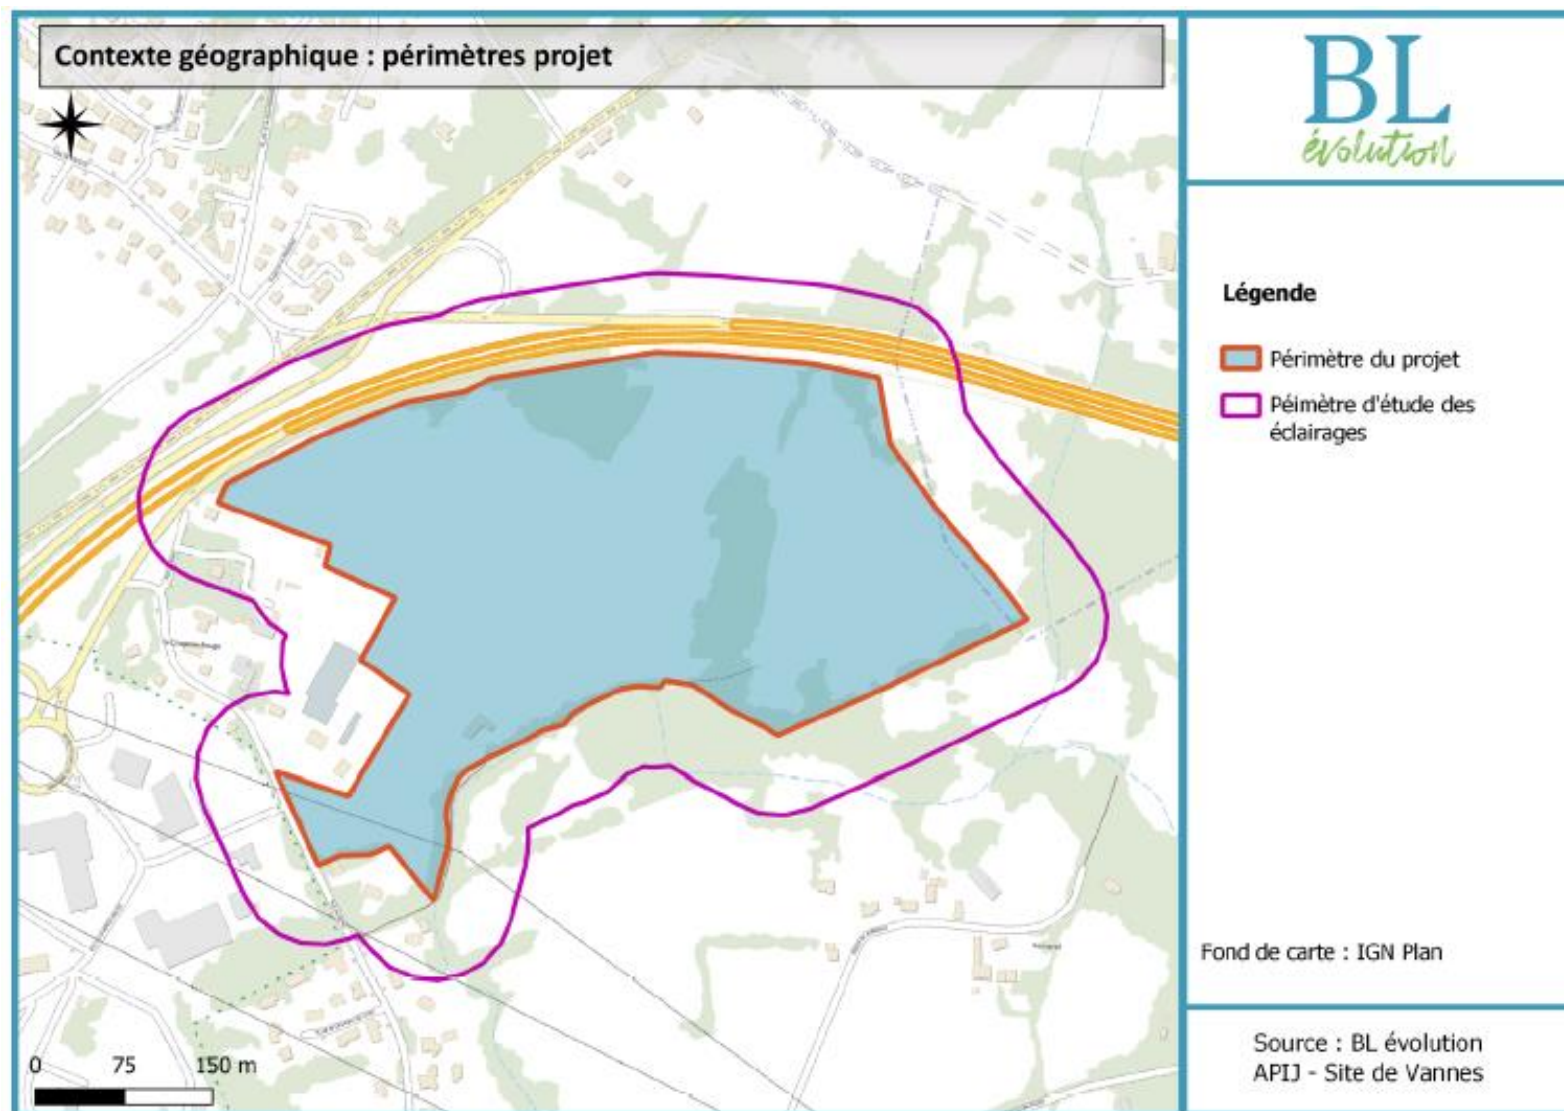 Contexte géographique : périmètres projet
BL
évolution
Légende
Périmètre du projet
Péimètre d'étude des
éclairages
Fond de carte : IGN Plan
Source : BL évolution
APIJ - Site de Vannes
0 75 150 m